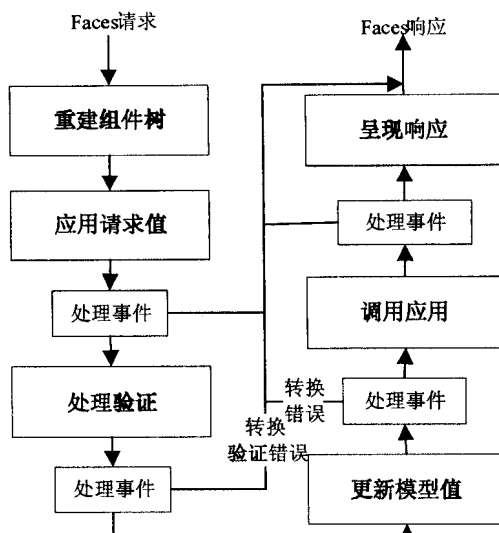 Faces请求
重建组件树
应用请求值
处理事件
处理验证
处理事件
转换
验证错误
Faces响应
呈现响应
处理事件
调用应用
转换
错误
处理事件
更新模型值